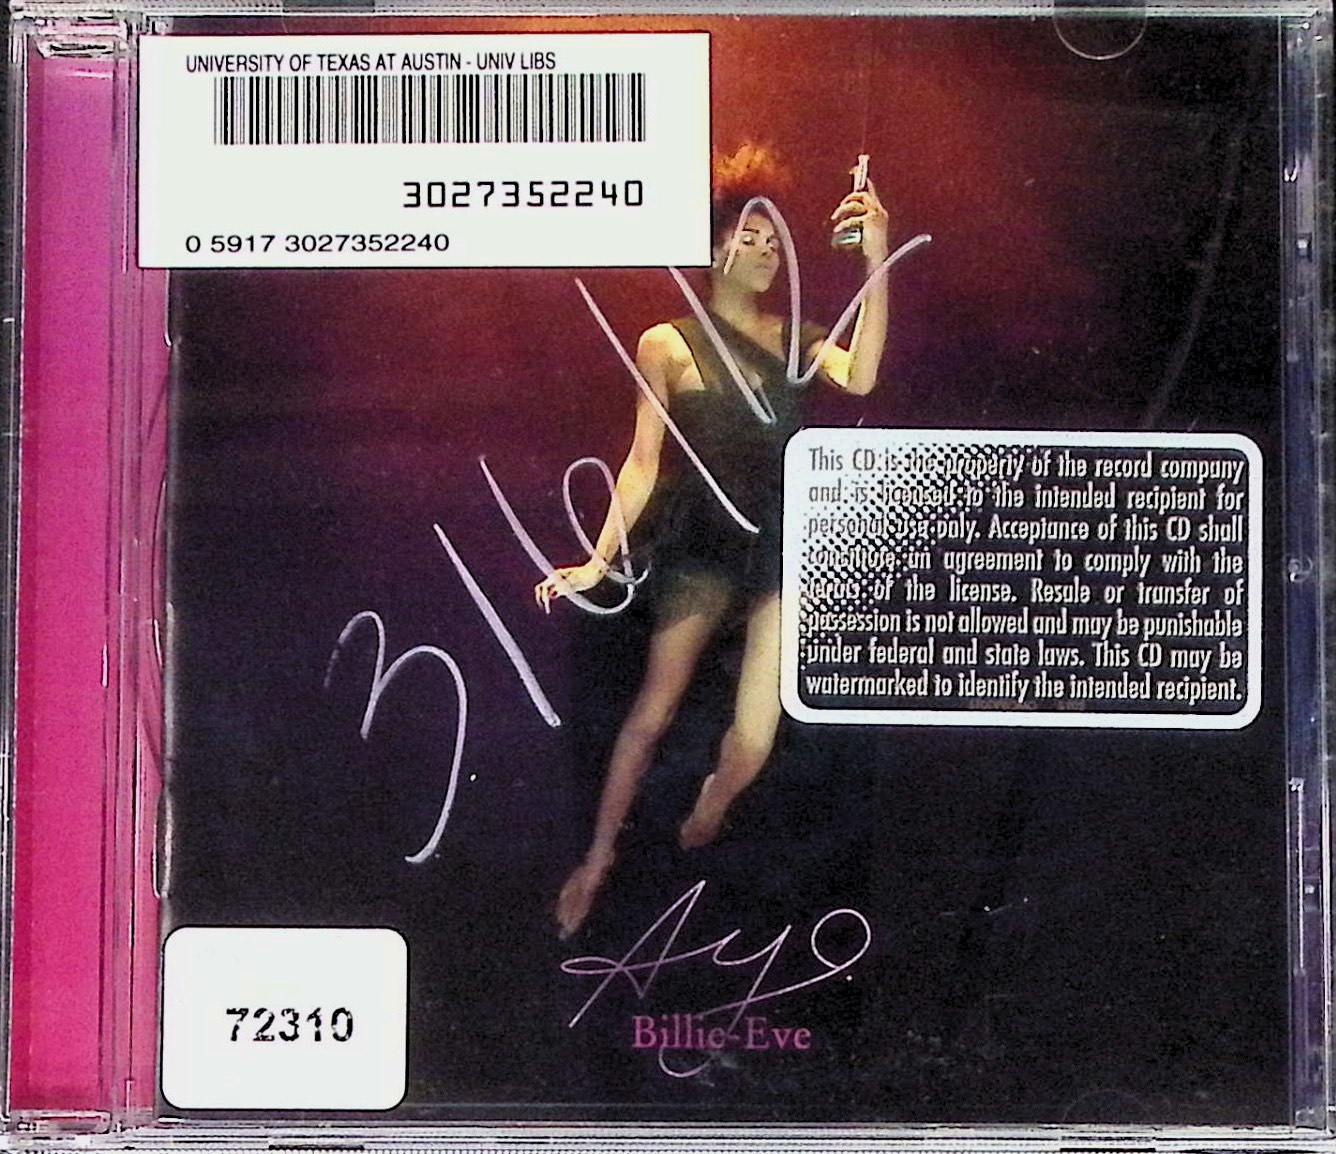 UNIVERSITY OF TEXAS AT AUSTIN - UNIV LIBS
3027352240
0 5917 3027352240
3/6/12
This CD is the property of the record company
and is licensed to the intended recipient for
personal use only. Acceptance of this CD shall
constitute an agreement to comply with the
terms of the license. Resale or transfer of
possession is not allowed and may be punishable
under federal and state laws. This CD may be
watermarked to identify the intended recipient.
Ayo.
Billie-Eve
72310